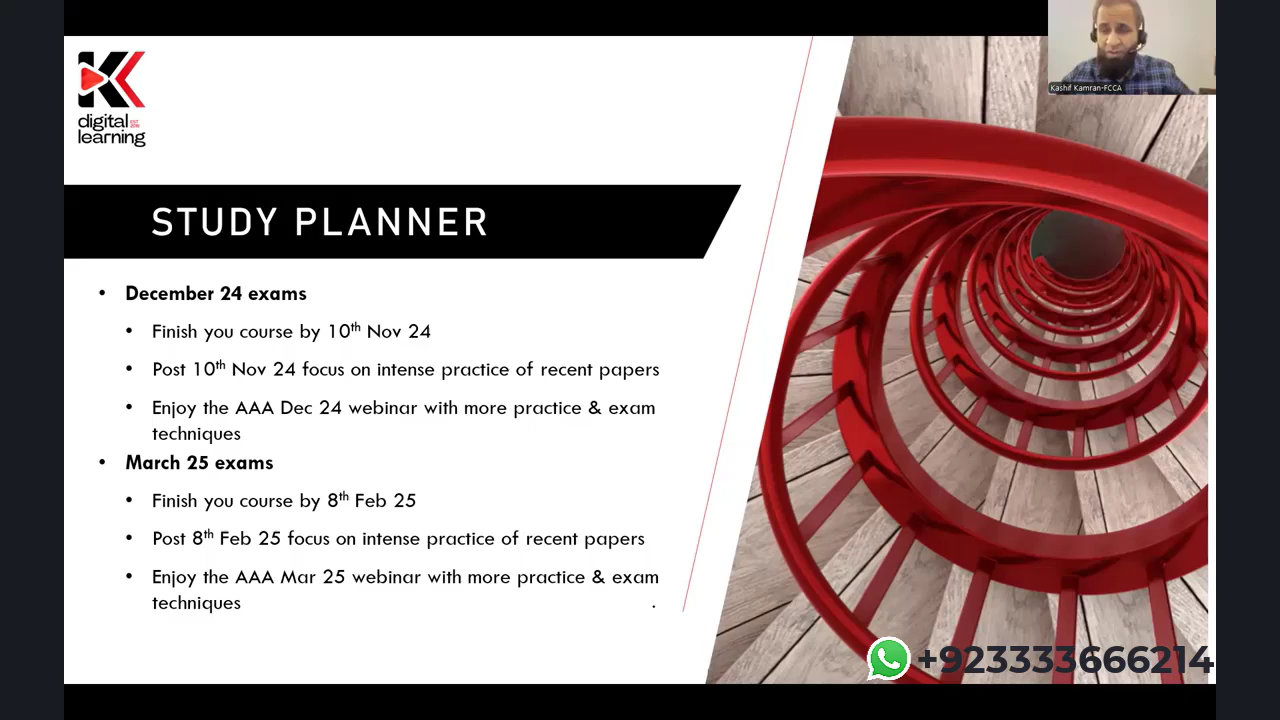 Kashif Kamran-FCCA
digital EST
learning
STUDY PLANNER
• December 24 exams
• Finish you course by 10th Nov 24
• Post 10th Nov 24 focus on intense practice of recent papers
• Enjoy the AAA Dec 24 webinar with more practice & exam
techniques
• March 25 exams
• Finish you course by 8th Feb 25
• Post 8th Feb 25 focus on intense practice of recent papers
• Enjoy the AAA Mar 25 webinar with more practice & exam
techniques .
+923333666214